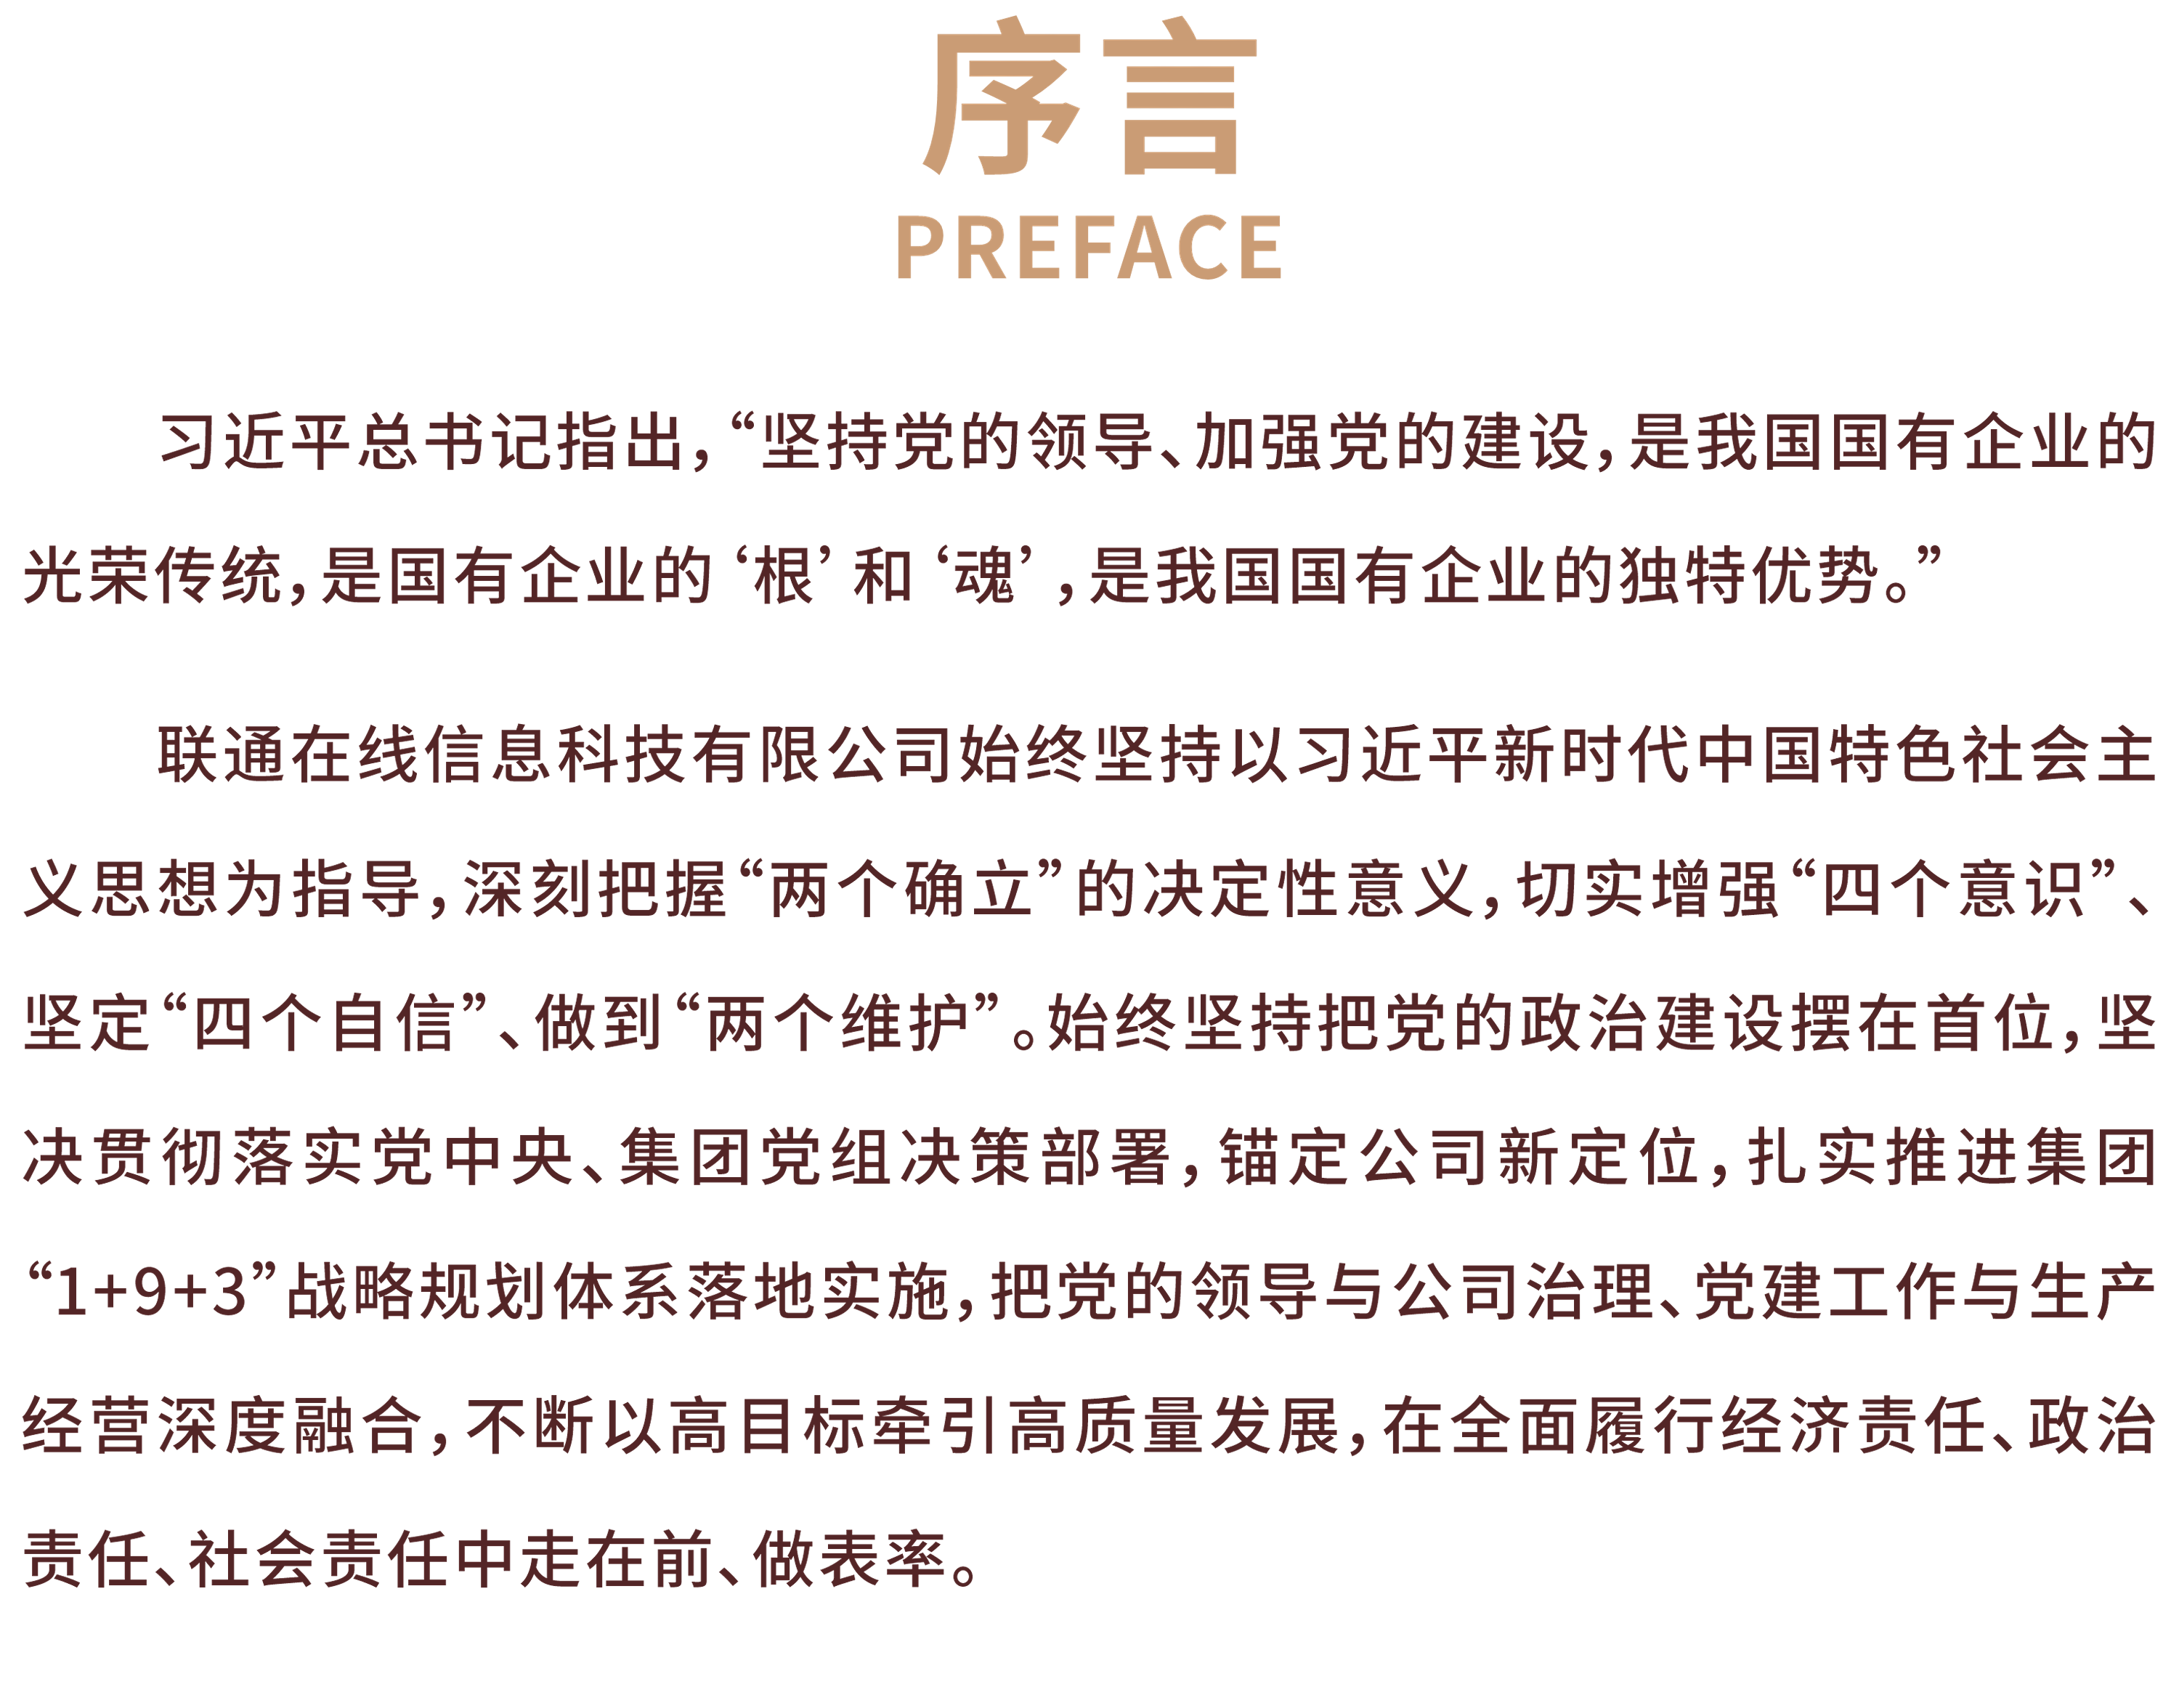 序言
PREFACE
习近平总书记指出，“坚持党的领导、加强党的建设，是我国国有企业的
光荣传统，是国有企业的‘根’和‘魂’，是我国国有企业的独特优势。”
联通在线信息科技有限公司始终坚持以习近平新时代中国特色社会主
义思想为指导，深刻把握“两个确立”的决定性意义，切实增强“四个意识”、
坚定“四个自信”、做到“两个维护”。始终坚持把党的政治建设摆在首位，坚
决贯彻落实党中央、集团党组决策部署，锚定公司新定位，扎实推进集团
“1+9+3”战略规划体系落地实施，把党的领导与公司治理、党建工作与生产
经营深度融合，不断以高目标牵引高质量发展，在全面履行经济责任、政治
责任、社会责任中走在前、做表率。